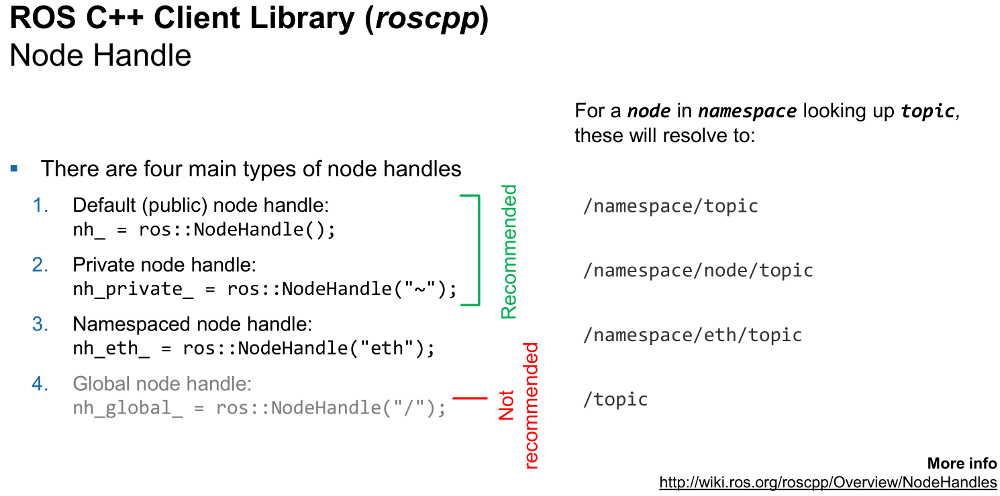 ROS C++ Client Library (roscpp)
Node Handle
For a node in namespace looking up topic,
these will resolve to:
▪ There are four main types of node handles
1. Default (public) node handle:
nh_ = ros::NodeHandle();
/namespace/topic
2. Private node handle:
nh_private_ = ros::NodeHandle("~");
/namespace/node/topic
Recommended
3. Namespaced node handle:
nh_eth_ = ros::NodeHandle("eth");
/namespace/eth/topic
4. Global node handle:
nh_global_ = ros::NodeHandle("/");
/topic
Not
recommended
More info
http://wiki.ros.org/roscpp/Overview/NodeHandles